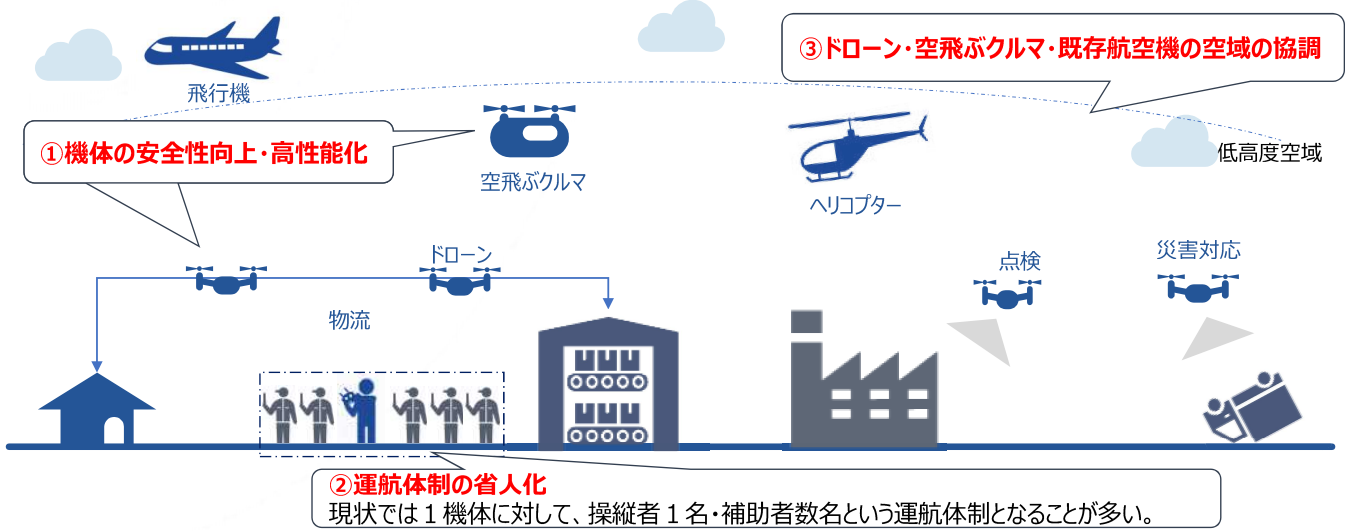 ③ドローン・空飛ぶクルマ・既存航空機の空域の協調
飛行機
①機体の安全性向上・高性能化
空飛ぶクルマ
ヘリコプター
低高度空域
ドローン
点検
災害対応
物流
②運航体制の省人化
現状では1機体に対して、操縦者1名・補助者数名という運航体制となることが多い。